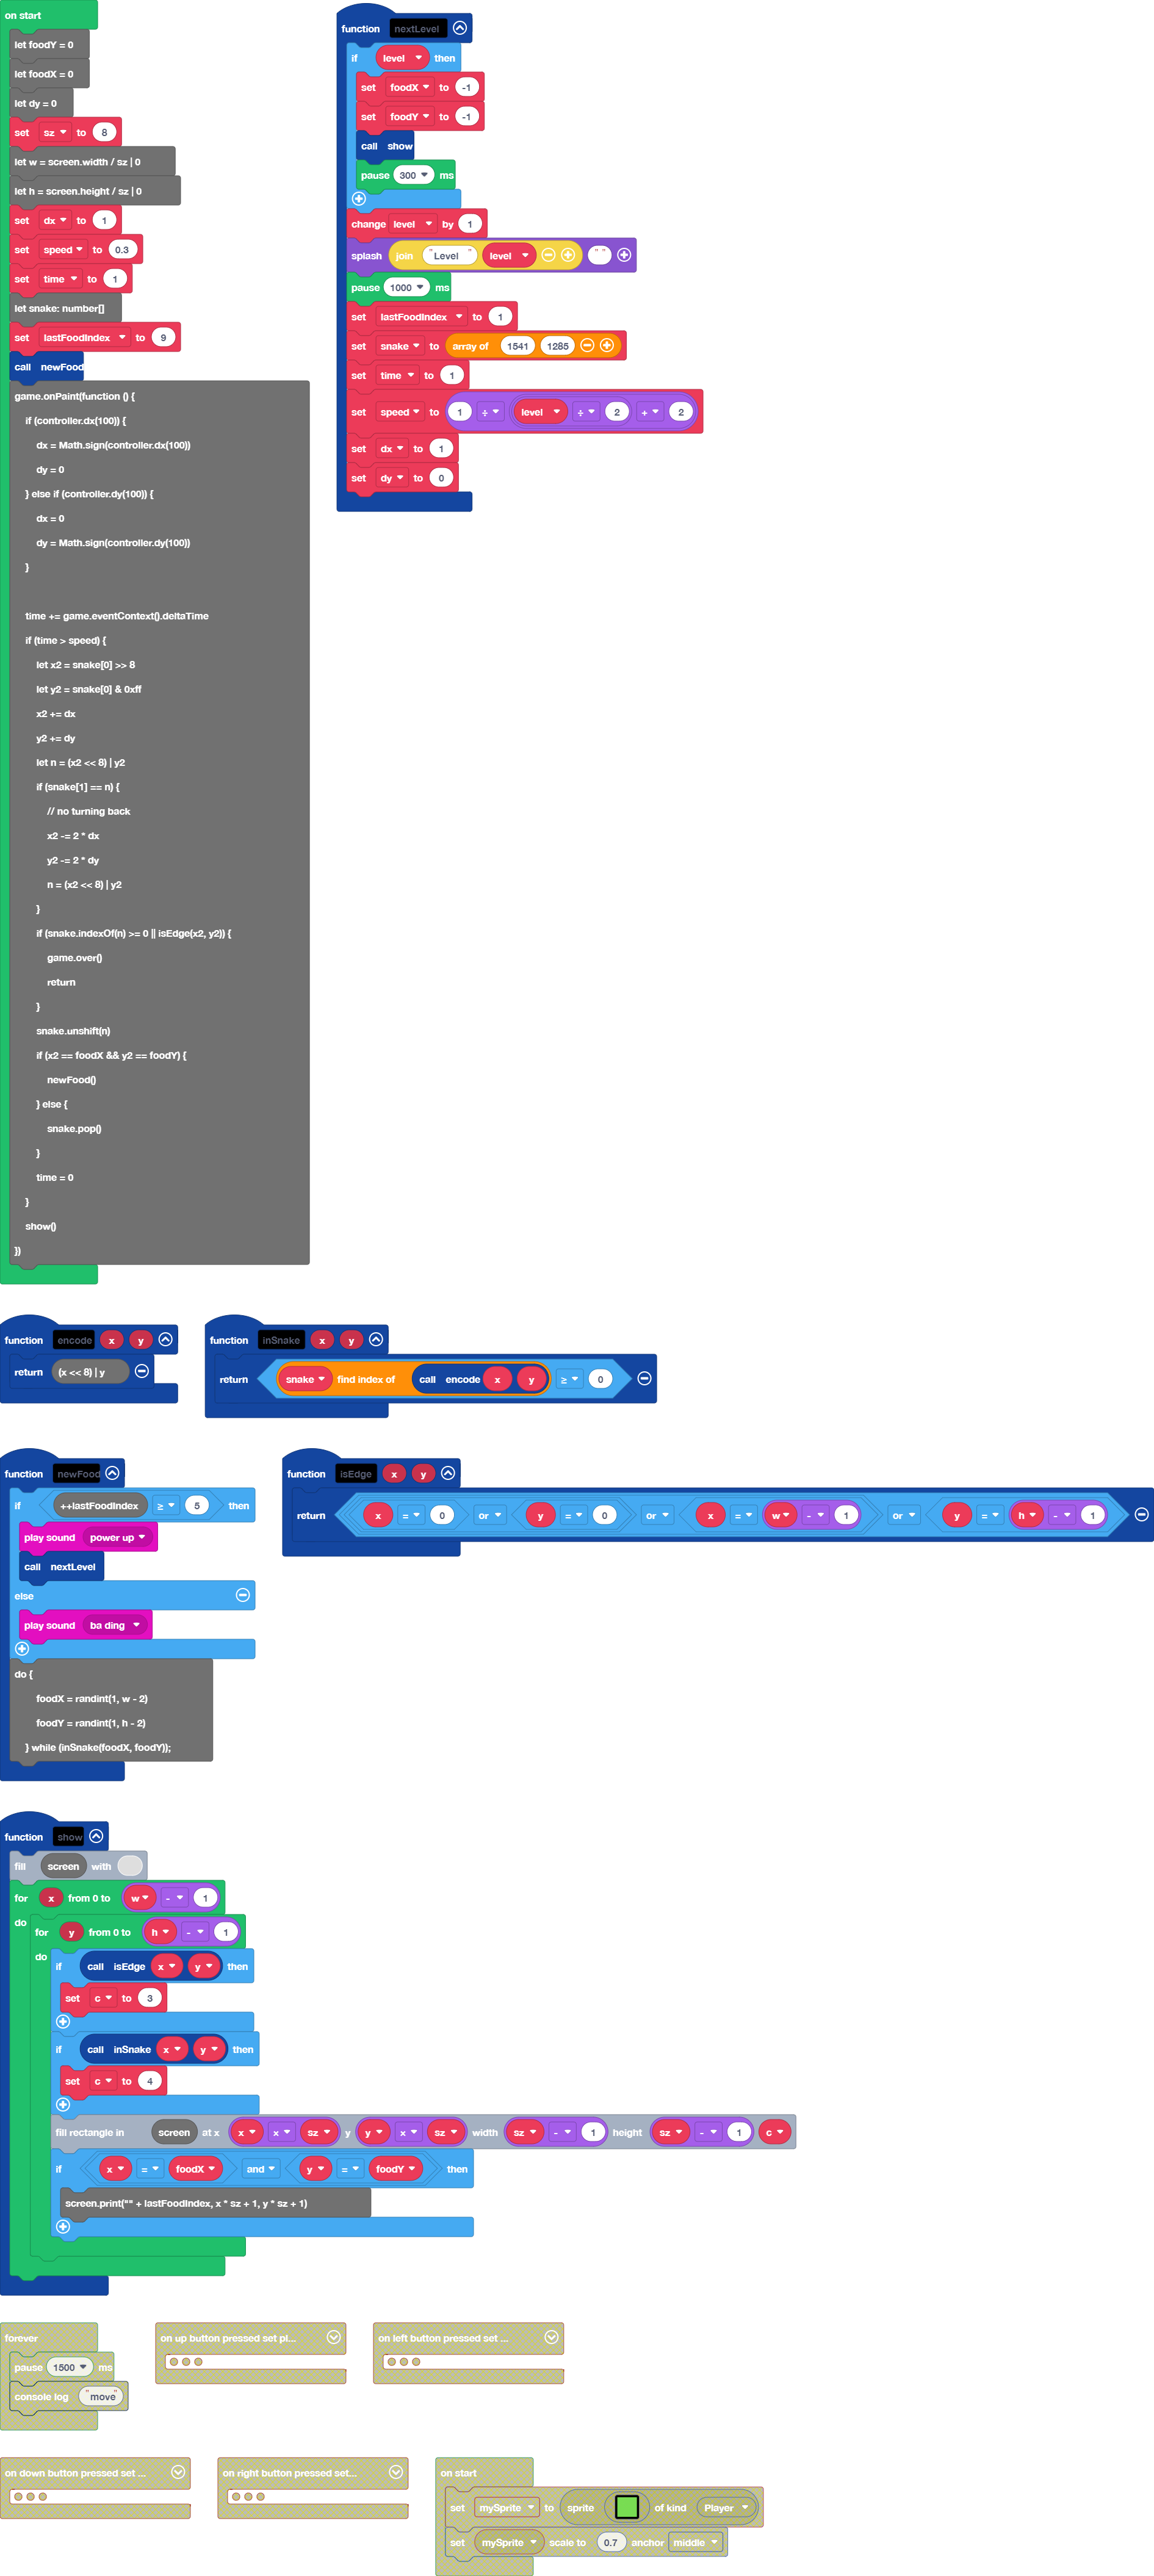 on start
let foodY = 0
let foodX = 0
let dy = 0
set sz to 8
let w = screen.width / sz | 0
let h = screen.height / sz | 0
set dx to 1
set speed to 0.3
set time to 1
let snake: number[]
set lastFoodIndex to 9
call newFood
game.onPaint(function () {
if (controller.dx(100)) {
dx = Math.sign(controller.dx(100))
dy = 0
} else if (controller.dy(100)) {
dx = 0
dy = Math.sign(controller.dy(100))
}
time += game.eventContext().deltaTime
if (time > speed) {
let x2 = snake[0] >> 8
let y2 = snake[0] & 0xff
x2 += dx
y2 += dy
let n = (x2 << 8) | y2
if (snake[1] == n) {
// no turning back
x2 -= 2 * dx
y2 -= 2 * dy
n = (x2 << 8) | y2
}
if (snake.indexOf(n) >= 0 || isEdge(x2, y2)) {
game.over()
return
}
snake.unshift(n)
if (x2 == foodX && y2 == foodY) {
newFood()
} else {
snake.pop()
}
time = 0
}
show()
})
function nextLevel
if level then
set foodX to -1
set foodY to -1
call show
pause 300 ms
change level by 1
splash join "Level " level " "
pause 1000 ms
set lastFoodIndex to 1
set snake to array of 1541 1285
set time to 1
set speed to 1 ÷ level ÷ 2 + 2
set dx to 1
set dy to 0
function encode x y
return (x << 8) | y
function inSnake x y
return snake find index of call encode x y ≥ 0
function newFood
if ++lastFoodIndex ≥ 5 then
play sound power up
call nextLevel
else
play sound ba ding
do {
foodX = randint(1, w - 2)
foodY = randint(1, h - 2)
} while (inSnake(foodX, foodY));
function isEdge x y
return x = 0 or y = 0 or x = w - 1 or y = h - 1
function show
fill screen with
for x from 0 to w - 1
do for y from 0 to h - 1
do if call isEdge x y then
set c to 3
if call inSnake x y then
set c to 4
fill rectangle in screen at x x x sz y y x sz width sz - 1 height sz - 1 c
if x = foodX and y = foodY then
screen.print("" + lastFoodIndex, x * sz + 1, y * sz + 1)
forever
pause 1500 ms
console log "move"
on up button pressed set pl...
on left button pressed set ...
on down button pressed set ...
on right button pressed set...
on start
set mySprite to sprite of kind Player
set mySprite scale to 0.7 anchor middle